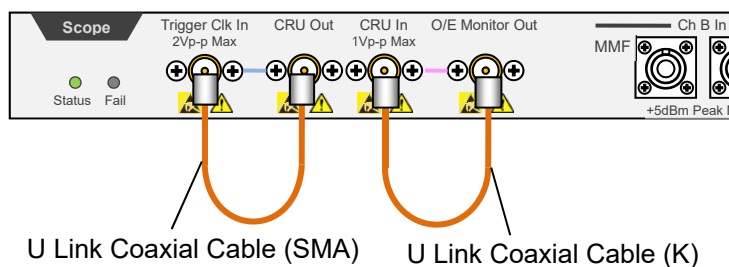 Scope
Trigger Clk In
2Vp-p Max
CRU Out
CRU In
1Vp-p Max
O/E Monitor Out
Ch B In
MMF
Status
Fail
+5dBm Peak
U Link Coaxial Cable (SMA)
U Link Coaxial Cable (K)